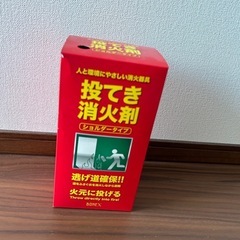 人と環境にやさしい消火器具
投てき
消火剤
ショルダータイプ
逃げ道確保!!
火元に投げる
Throw directly into fire!